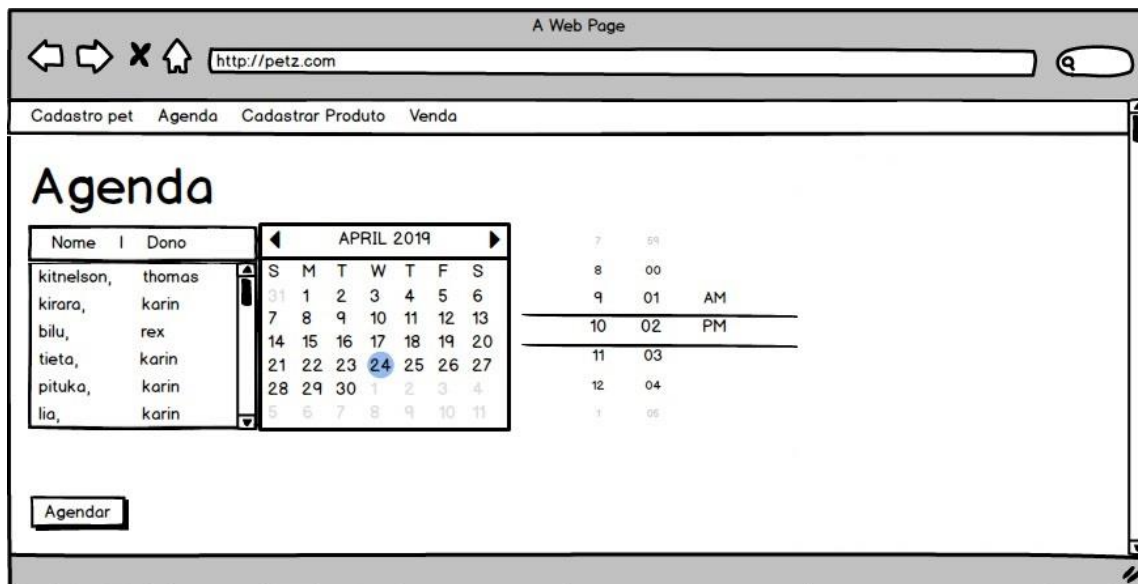 A Web Page
http://petz.com
Cadastro pet Agenda Cadastrar Produto Venda
Agenda
Nome | Dono
kitnelson, thomas
kirara, karin
bilu, rex
tieta, karin
pituka, karin
lia, karin
APRIL 2019
S M T W T F S
31 1 2 3 4 5 6
7 8 9 10 11 12 13
14 15 16 17 18 19 20
21 22 23 24 25 26 27
28 29 30 1 2 3 4
5 6 7 8 9 10 11
7 59
8 00
9 01 AM
10 02 PM
11 03
12 04
1 05
Agendar